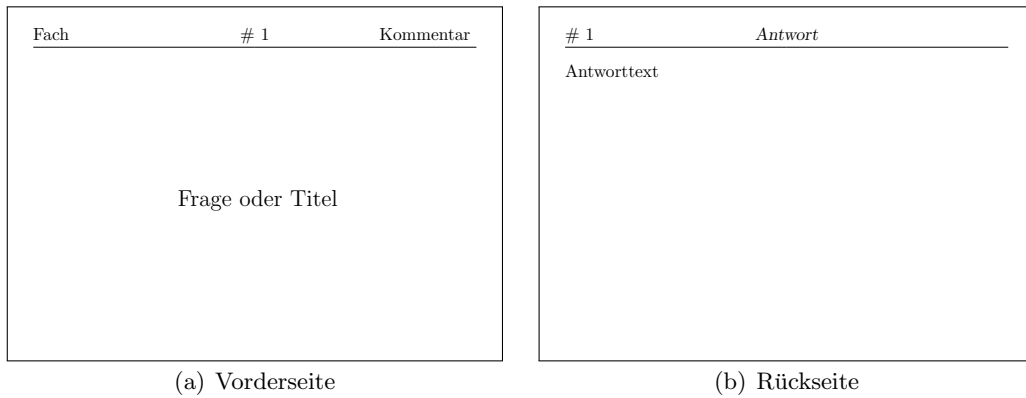 Fach # 1 Kommentar
Frage oder Titel
(a) Vorderseite
# 1 Antwort
Antworttext
(b) Rückseite